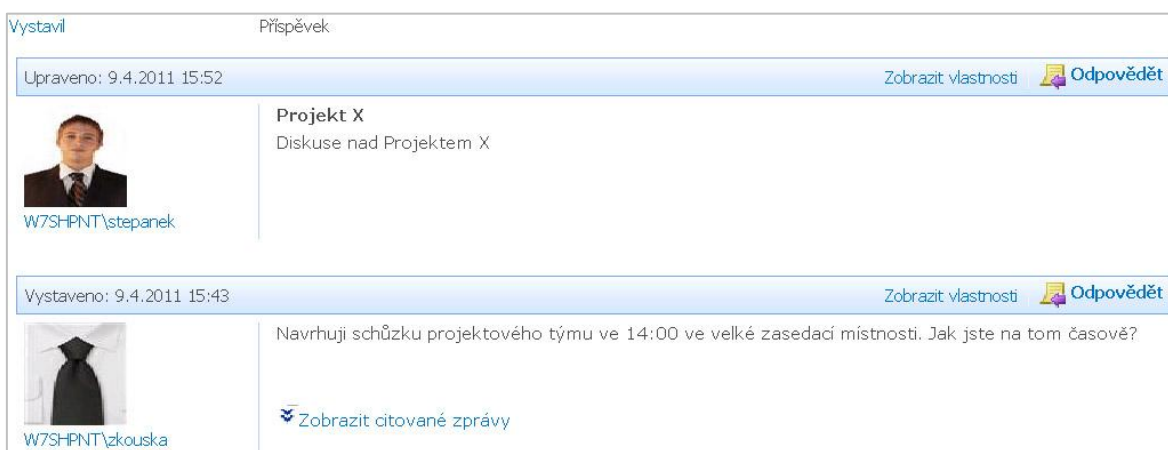 Vystavil Příspěvek
Upraveno: 9.4.2011 15:52 Zobrazit vlastnosti Odpovědět
Projekt X
Diskuse nad Projektem X
W7SHPNT\stepanek
Vystaveno: 9.4.2011 15:43 Zobrazit vlastnosti Odpovědět
Navrhuji schůzku projektového týmu ve 14:00 ve velké zasedací místnosti. Jak jste na tom časově?
Zobrazit citované zprávy
W7SHPNT\zkouska